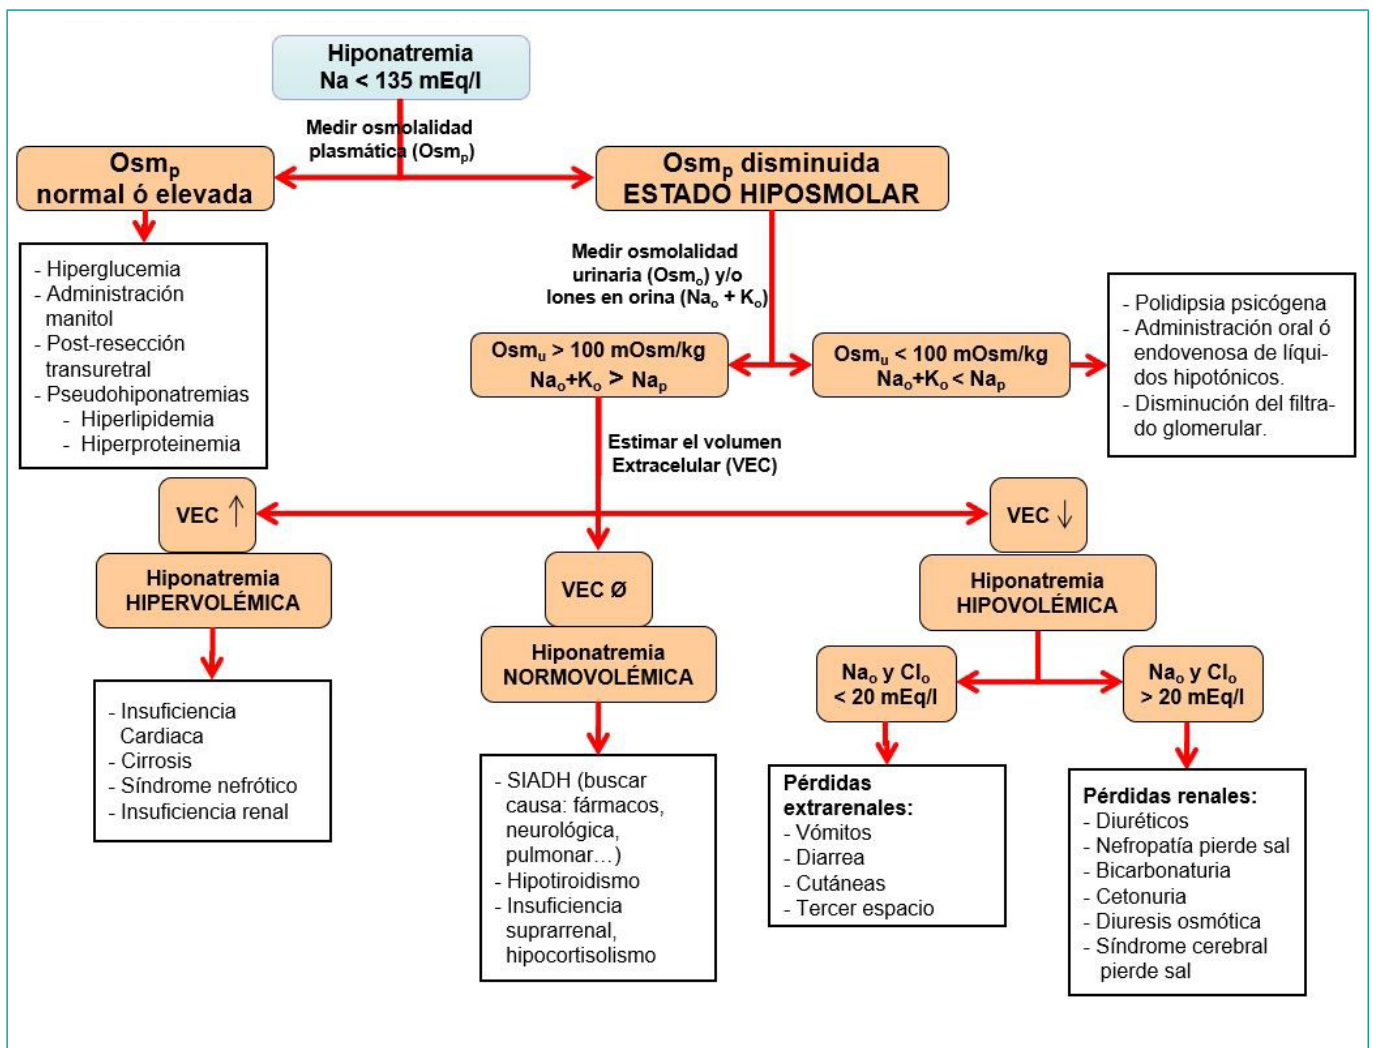 Hiponatremia
Na < 135 mEq/l
Medir osmolalidad
plasmática (Osmp)
Osmp
normal ó elevada
Osmp disminuida
ESTADO HIPOSMOLAR
- Hiperglucemia
- Administración
manitol
- Post-resección
transuretral
- Pseudohiponatremias
- Hiperlipidemia
- Hiperproteinemia
Medir osmolalidad
urinaria (Osmo) y/o
Iones en orina (Nao + Ko)
Osmu > 100 mOsm/kg
Nao+Ko > Nap
Osmu < 100 mOsm/kg
Nao+Ko < Nap
- Polidipsia psicógena
- Administración oral ó
endovenosa de líqui-
dos hipotónicos.
- Disminución del filtra-
do glomerular.
Estimar el volumen
Extracelular (VEC)
VEC ↑
Hiponatremia
HIPERVOLÉMICA
VEC Ø
Hiponatremia
NORMOVOLÉMICA
VEC ↓
Hiponatremia
HIPOVOLÉMICA
Nao y Clo
< 20 mEq/l
Nao y Clo
> 20 mEq/l
- Insuficiencia
Cardiaca
- Cirrosis
- Síndrome nefrótico
- Insuficiencia renal
- SIADH (buscar
causa: fármacos,
neurológica,
pulmonar…)
- Hipotiroidismo
- Insuficiencia
suprarrenal,
hipocortisolismo
Pérdidas
extrarenales:
- Vómitos
- Diarrea
- Cutáneas
- Tercer espacio
Pérdidas renales:
- Diuréticos
- Nefropatía pierde sal
- Bicarbonaturia
- Cetonuria
- Diuresis osmótica
- Síndrome cerebral
pierde sal